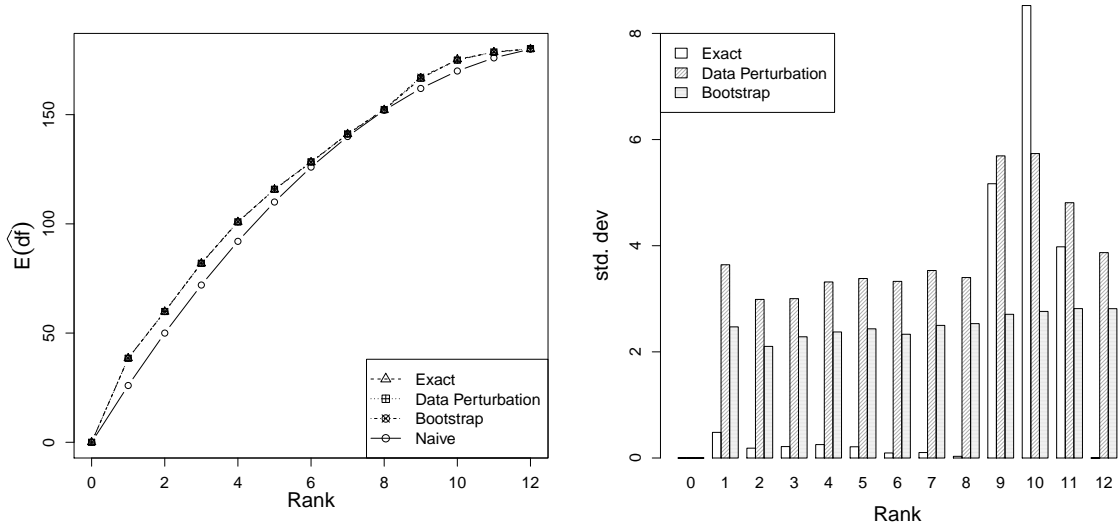 E(df̂)
150
100
50
0
0 2 4 6 8 10 12
Rank
Exact
Data Perturbation
Bootstrap
Naive
std. dev
8
6
4
2
0
Exact
Data Perturbation
Bootstrap
0 1 2 3 4 5 6 7 8 9 10 11 12
Rank